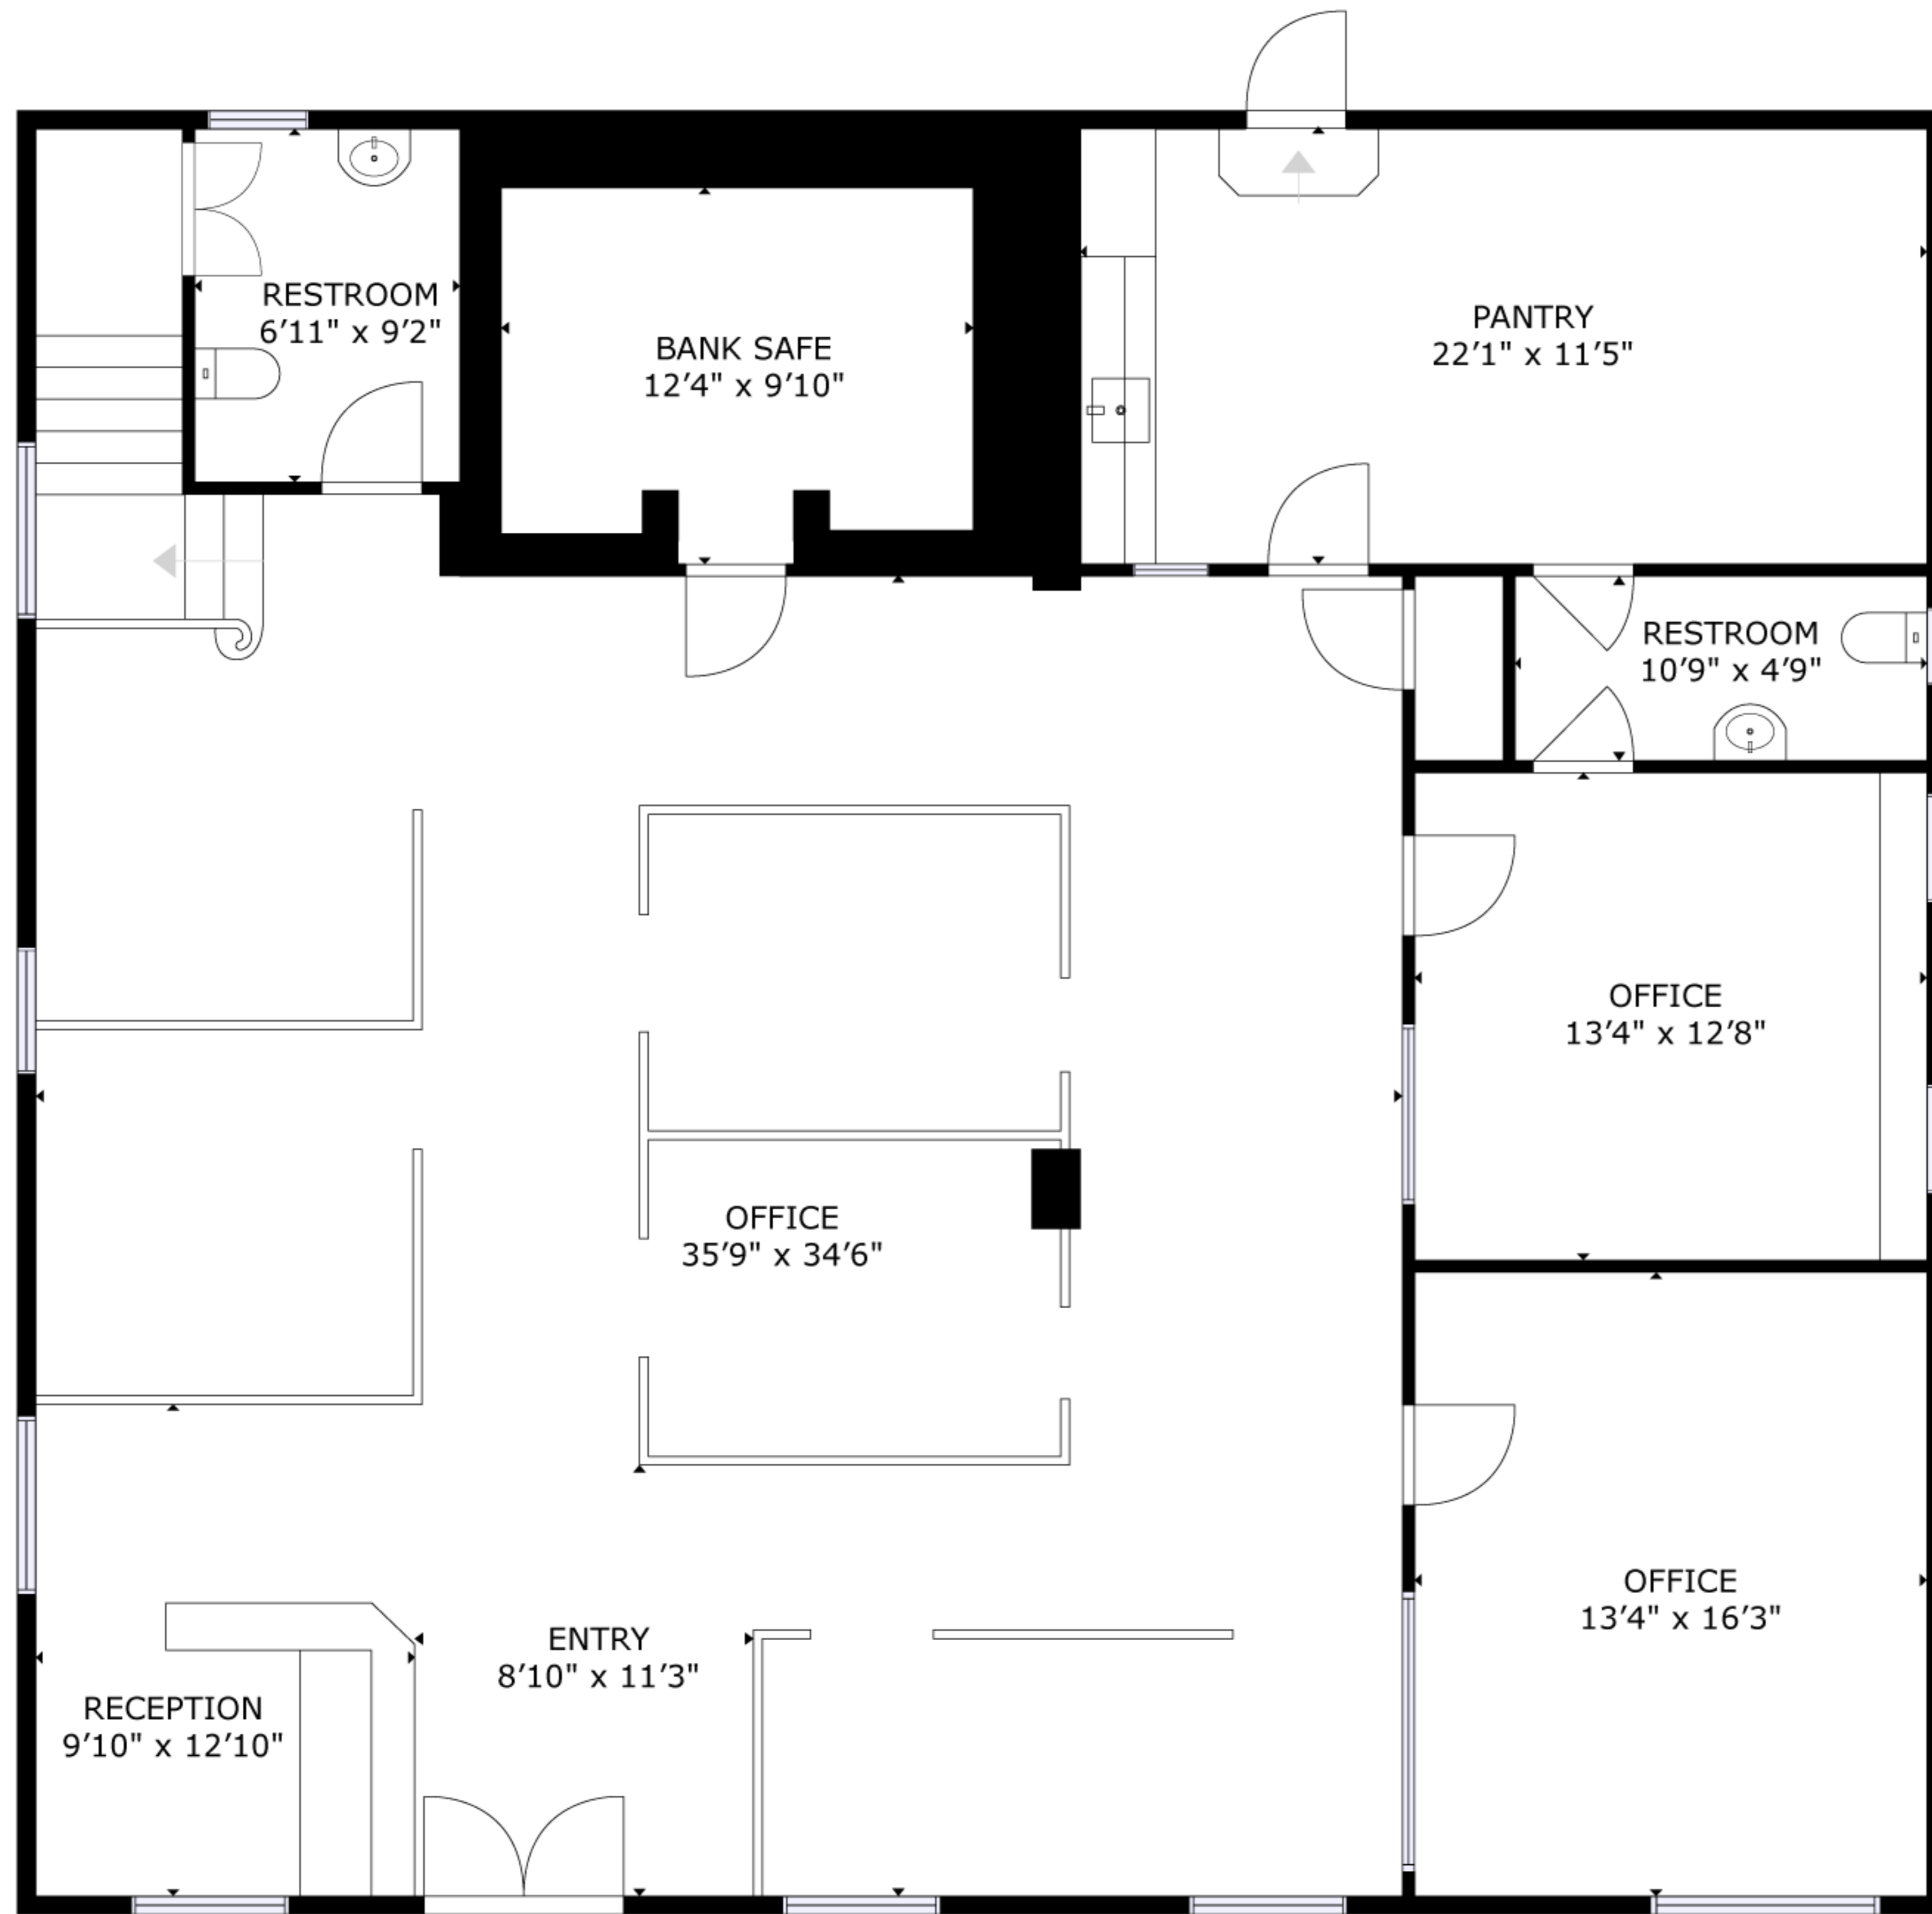 RESTROOM
6'11" x 9'2"
BANK SAFE
12'4" x 9'10"
PANTRY
22'1" x 11'5"
RESTROOM
10'9" x 4'9"
OFFICE
13'4" x 12'8"
OFFICE
35'9" x 34'6"
OFFICE
13'4" x 16'3"
ENTRY
8'10" x 11'3"
RECEPTION
9'10" x 12'10"